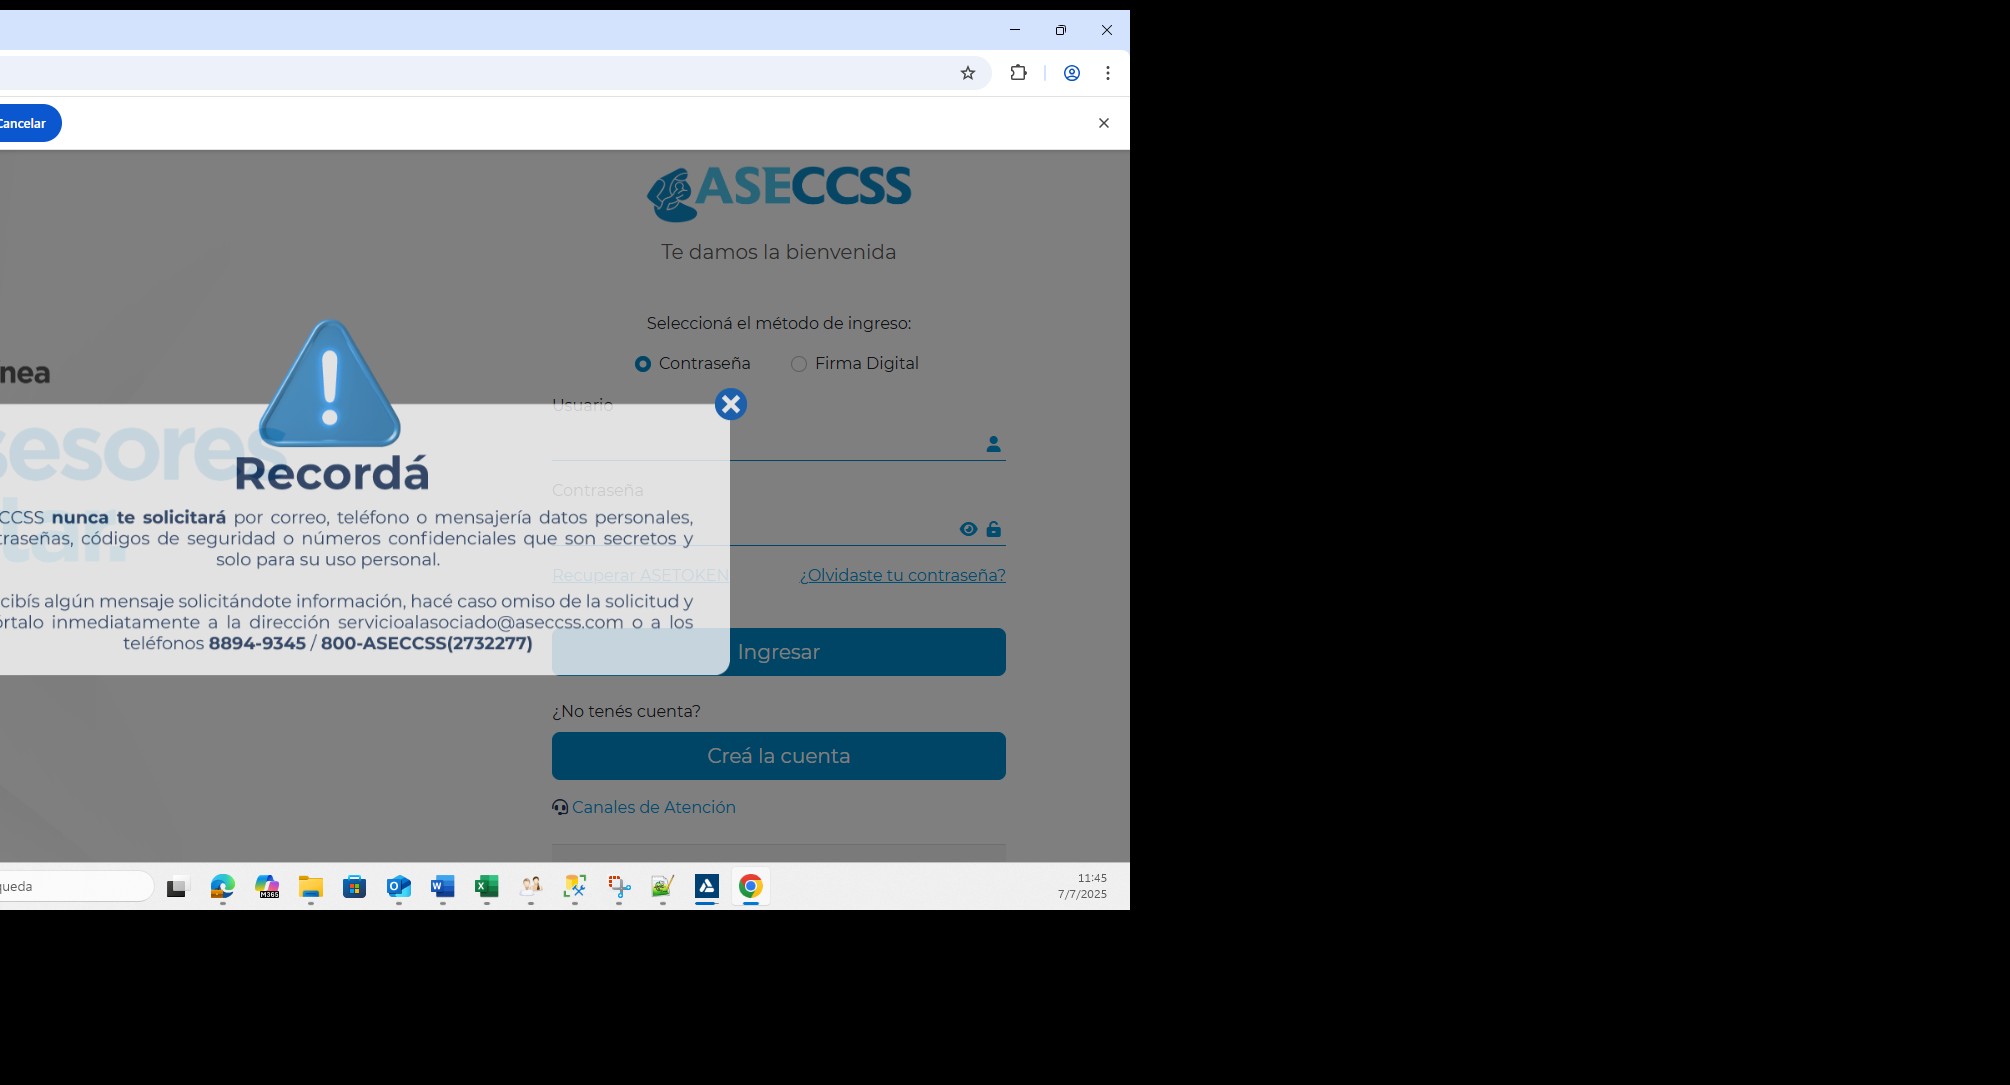 Cancelar
ASECCSS
Te damos la bienvenida
Seleccioná el método de ingreso:
Contraseña
Firma Digital
nea
Usuario
sesores
Recordá
Contraseña
CCSS nunca te solicitará por correo, teléfono o mensajería datos personales,
traseñas, códigos de seguridad o números confidenciales que son secretos y
solo para su uso personal.
tar.
Recuperar ASETOKEN
¿Olvidaste tu contraseña?
cibís algún mensaje solicitándote información, hacé caso omiso de la solicitud y
órtalo inmediatamente a la dirección servicioalasociado@aseccss.com o a los
teléfonos 8894-9345 / 800-ASECCSS(2732277)
Ingresar
¿No tenés cuenta?
Creá la cuenta
Canales de Atención
queda
M365
11:45
7/7/2025